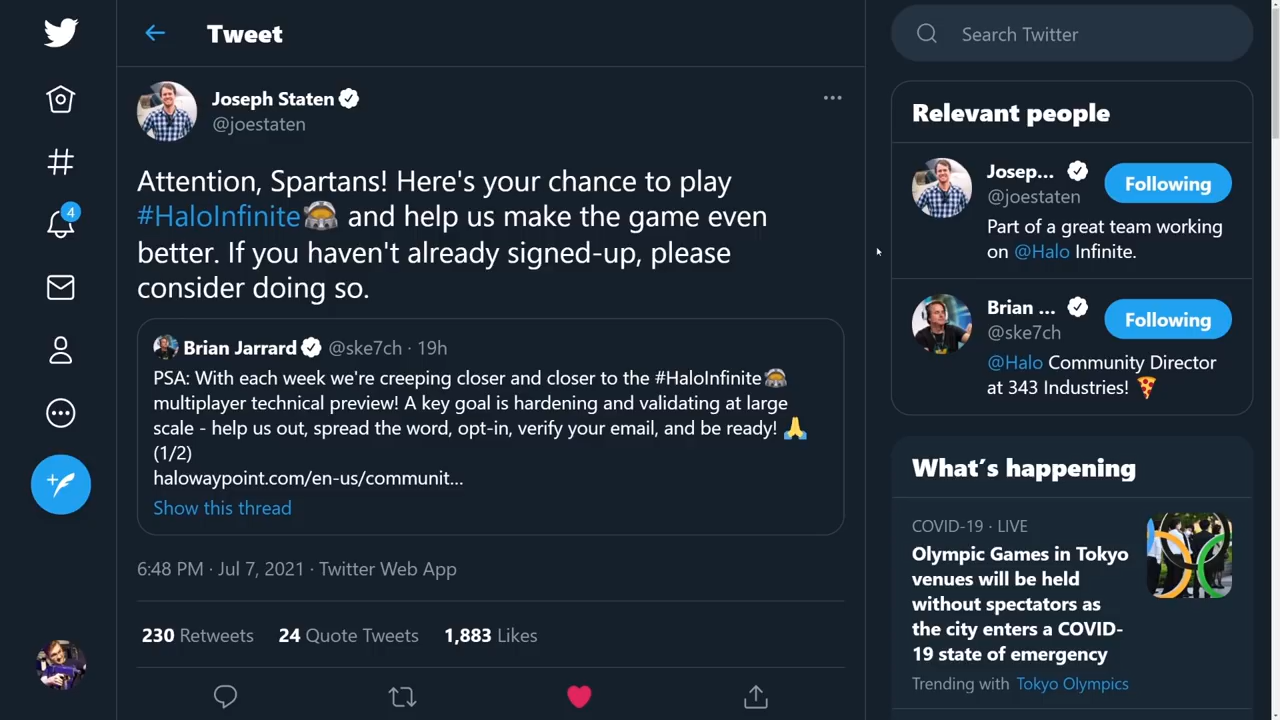 Tweet
Search Twitter
Joseph Staten
@joestaten
Attention, Spartans! Here's your chance to play
#HaloInfinite and help us make the game even
better. If you haven't already signed-up, please
consider doing so.
Brian Jarrard @ske7ch · 19h
PSA: With each week we're creeping closer and closer to the #HaloInfinite
multiplayer technical preview! A key goal is hardening and validating at large
scale - help us out, spread the word, opt-in, verify your email, and be ready! 🙏
(1/2)
halowaypoint.com/en-us/communit...
Show this thread
6:48 PM · Jul 7, 2021 · Twitter Web App
230 Retweets 24 Quote Tweets 1,883 Likes
4
Relevant people
Josep...
@joestaten
Following
Part of a great team working
on @Halo Infinite.
Brian ...
@ske7ch
Following
@Halo Community Director
at 343 Industries! 🍕
What's happening
COVID-19 · LIVE
Olympic Games in Tokyo
venues will be held
without spectators as
the city enters a COVID-
19 state of emergency
Trending with Tokyo Olympics